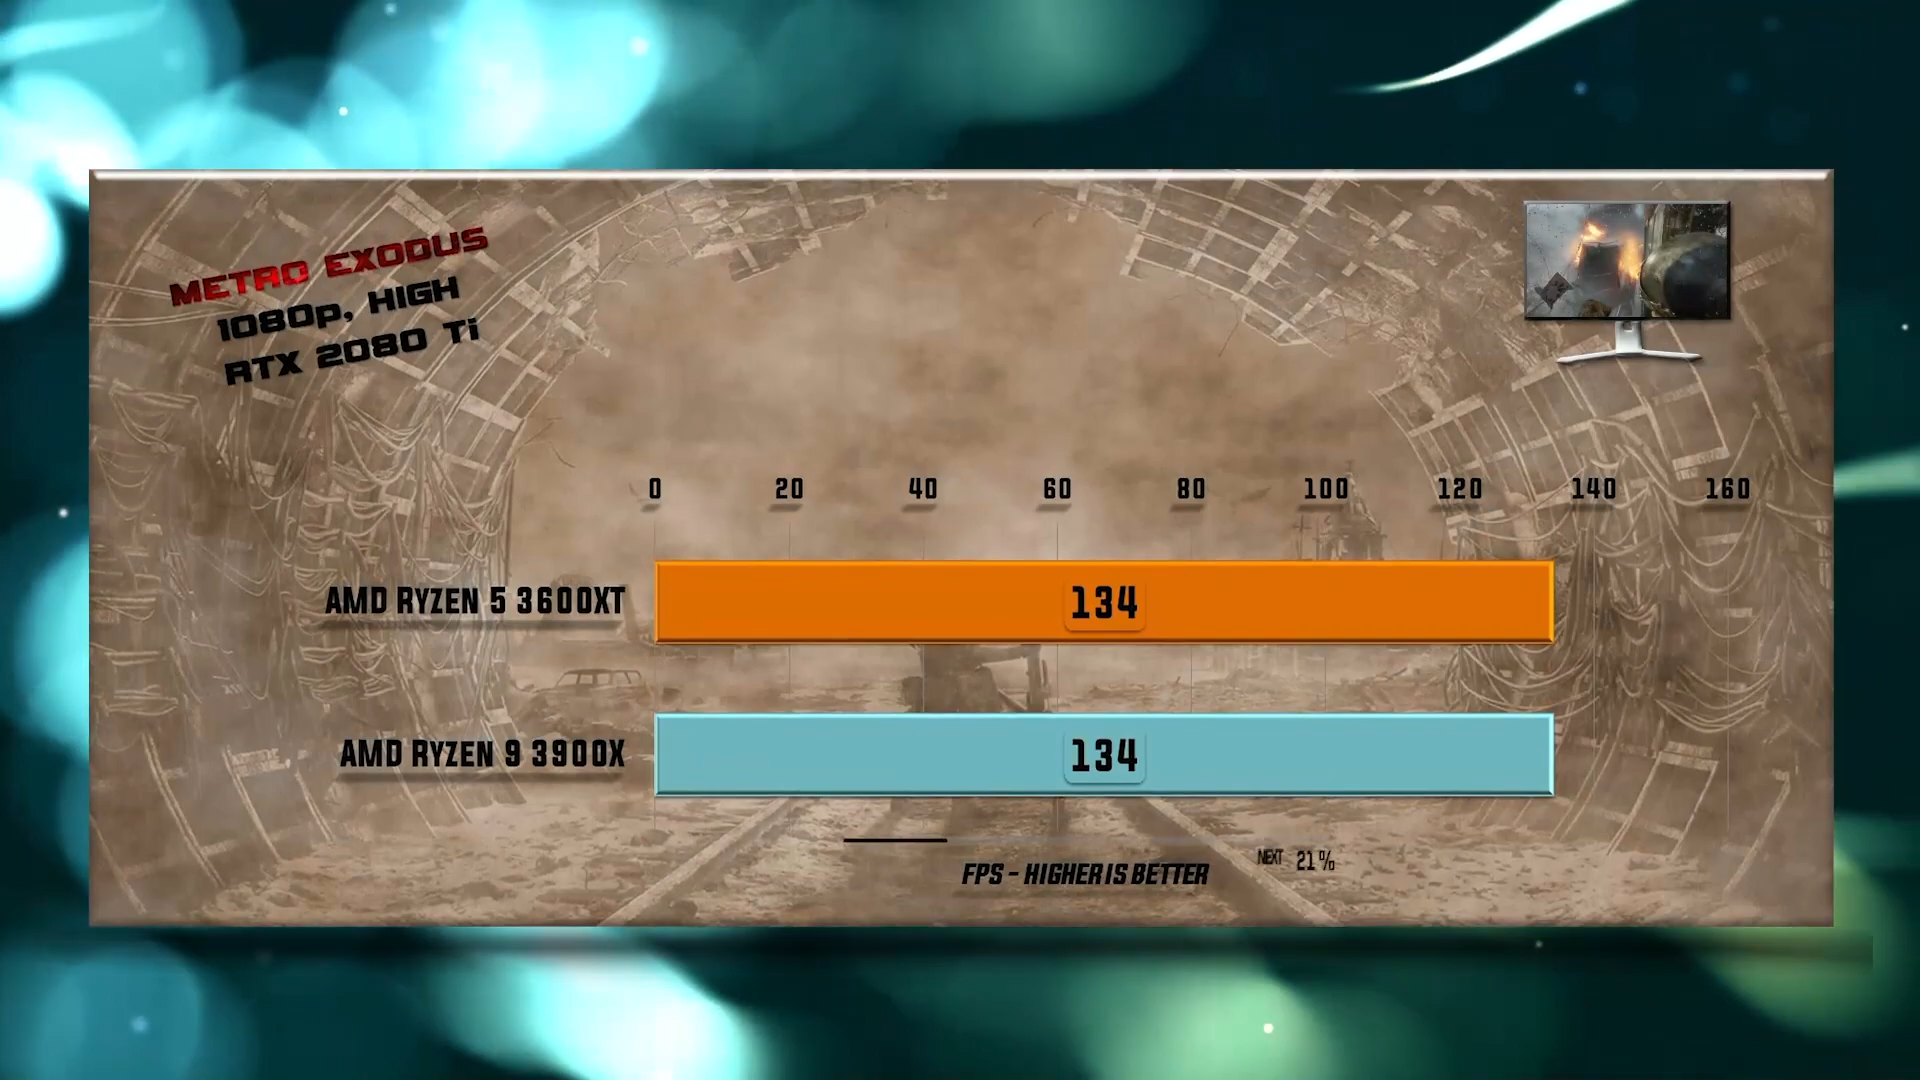 METRO EXODUS
1080p, HIGH
RTX 2080 Ti
0 20 40 60 80 100 120 140 160
AMD RYZEN 5 3600XT 134
AMD RYZEN 9 3900X 134
FPS - HIGHER IS BETTER
NEXT 21%